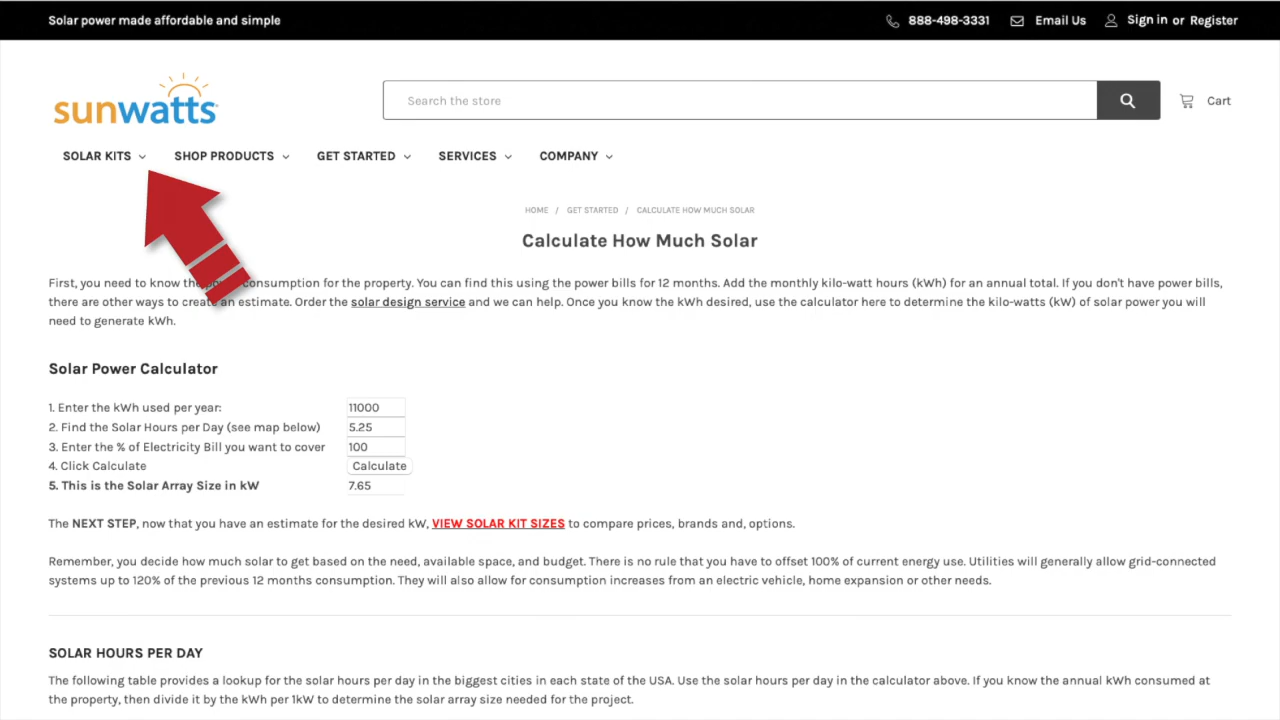 Solar power made affordable and simple
888-498-3331 Email Us Sign in or Register
sunwatts
Search the store
Cart
SOLAR KITS SHOP PRODUCTS GET STARTED SERVICES COMPANY
HOME / GET STARTED / CALCULATE HOW MUCH SOLAR
Calculate How Much Solar
First, you need to know the consumption for the property. You can find this using the power bills for 12 months. Add the monthly kilo-watt hours (kWh) for an annual total. If you don't have power bills,
there are other ways to create an estimate. Order the solar design service and we can help. Once you know the kWh desired, use the calculator here to determine the kilo-watts (kW) of solar power you will
need to generate kWh.
Solar Power Calculator
1. Enter the kWh used per year: 11000
2. Find the Solar Hours per Day (see map below) 5.25
3. Enter the % of Electricity Bill you want to cover 100
4. Click Calculate Calculate
5. This is the Solar Array Size in kW 7.65
The NEXT STEP, now that you have an estimate for the desired kW, VIEW SOLAR KIT SIZES to compare prices, brands and, options.
Remember, you decide how much solar to get based on the need, available space, and budget. There is no rule that you have to offset 100% of current energy use. Utilities will generally allow grid-connected
systems up to 120% of the previous 12 months consumption. They will also allow for consumption increases from an electric vehicle, home expansion or other needs.
SOLAR HOURS PER DAY
The following table provides a lookup for the solar hours per day in the biggest cities in each state of the USA. Use the solar hours per day in the calculator above. If you know the annual kWh consumed at
the property, then divide it by the kWh per 1kW to determine the solar array size needed for the project.